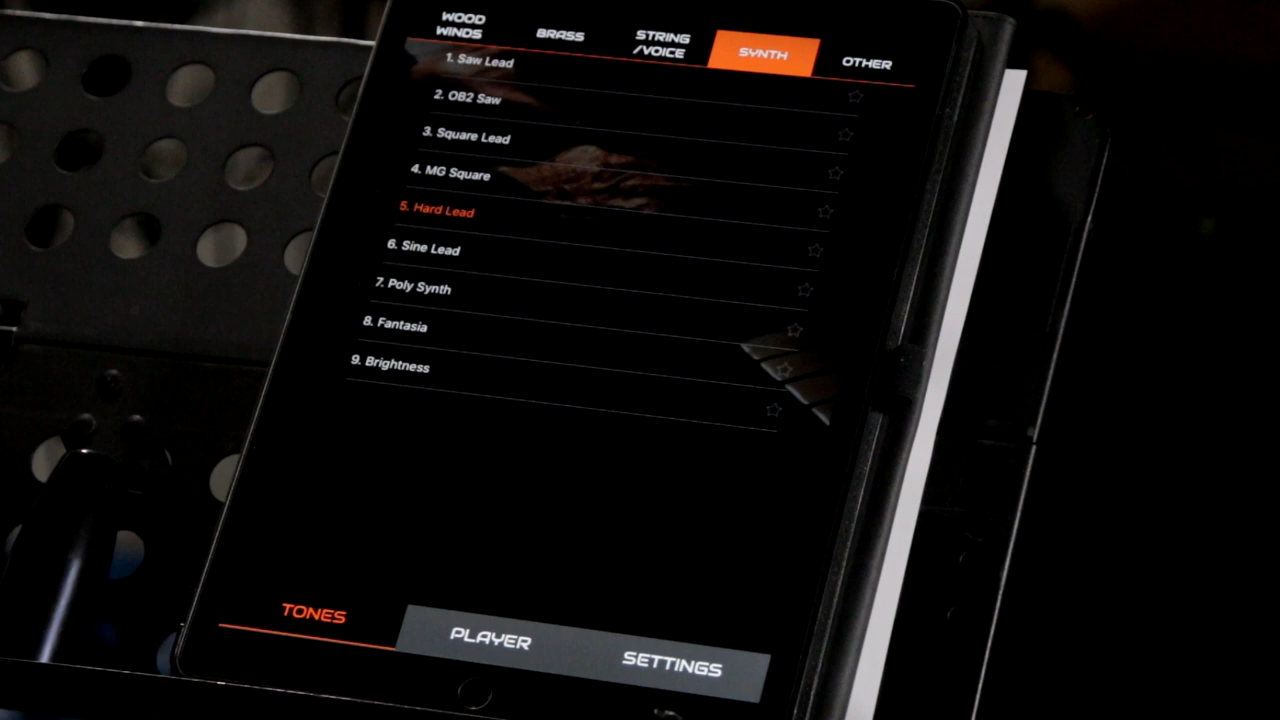 WOOD
WINDS
BRASS
STRING
/VOICE
SYNTH
OTHER
1. Saw Lead
2. OB2 Saw
3. Square Lead
4. MG Square
5. Hard Lead
6. Sine Lead
7. Poly Synth
8. Fantasia
9. Brightness
TONES
PLAYER
SETTINGS